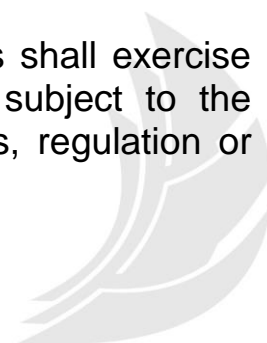 s shall exercise
subject to the
s, regulation or